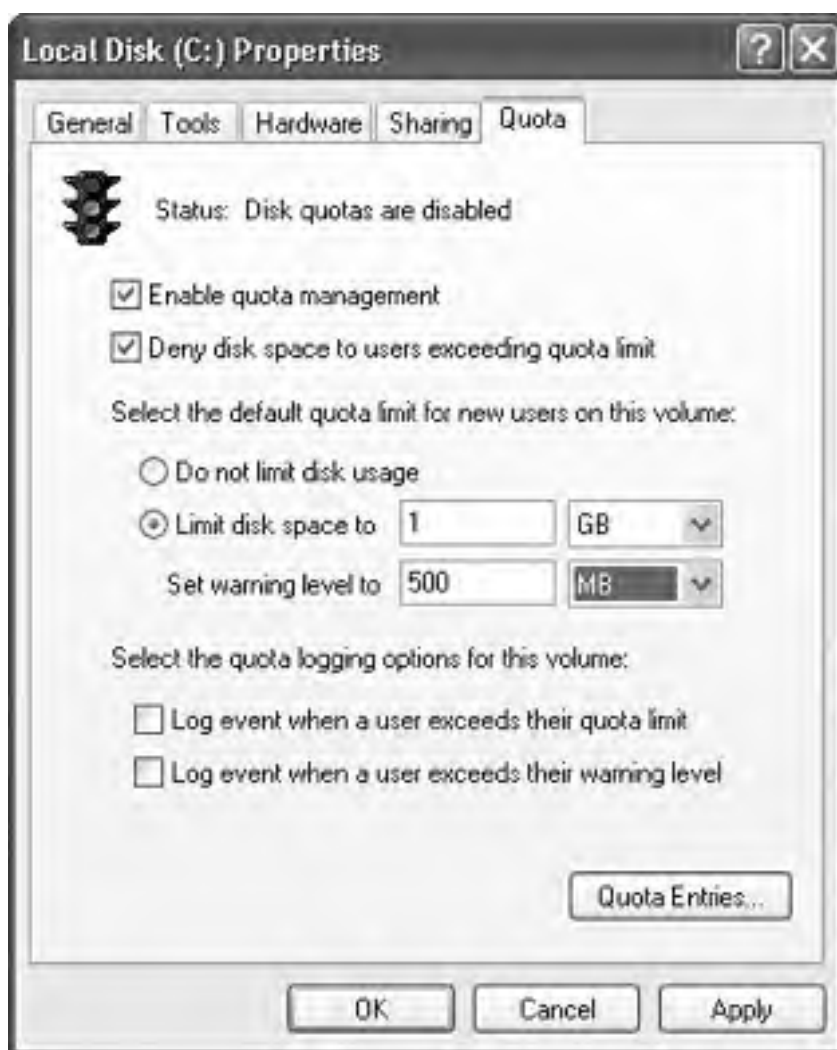 Local Disk (C:) Properties
General Tools Hardware Sharing Quota
Status: Disk quotas are disabled
Enable quota management
Deny disk space to users exceeding quota limit
Select the default quota limit for new users on this volume:
Do not limit disk usage
Limit disk space to 1 GB
Set warning level to 500 MB
Select the quota logging options for this volume:
Log event when a user exceeds their quota limit
Log event when a user exceeds their warning level
Quota Entries...
OK Cancel Apply